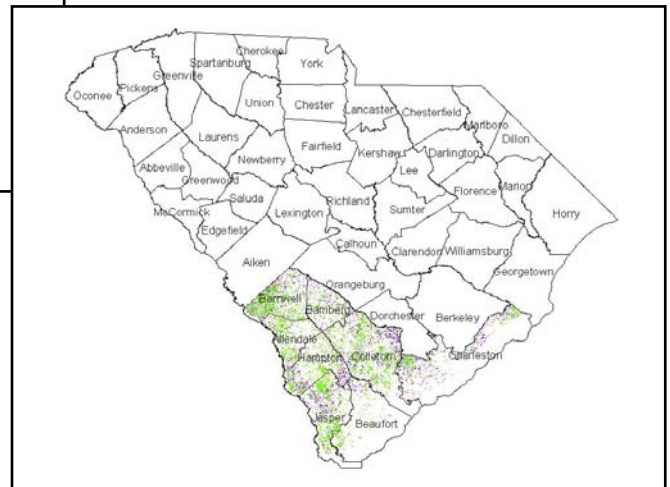 Cherokee
Spartanburg
York
Greenville
Pickens
Oconee
Union
Chester
Lancaster
Chesterfield
Marlboro
Dillon
Anderson
Laurens
Fairfield
Kershaw
Darlington
Newberry
Lee
Abbeville
Greenwood
Florence
Marion
Saluda
Richland
McCormick
Lexington
Sumter
Horry
Edgefield
Calhoun
Clarendon
Williamsburg
Aiken
Georgetown
Orangeburg
Barnwell
Bamberg
Dorchester
Berkeley
Allendale
Hampton
Colleton
Charleston
Jasper
Beaufort